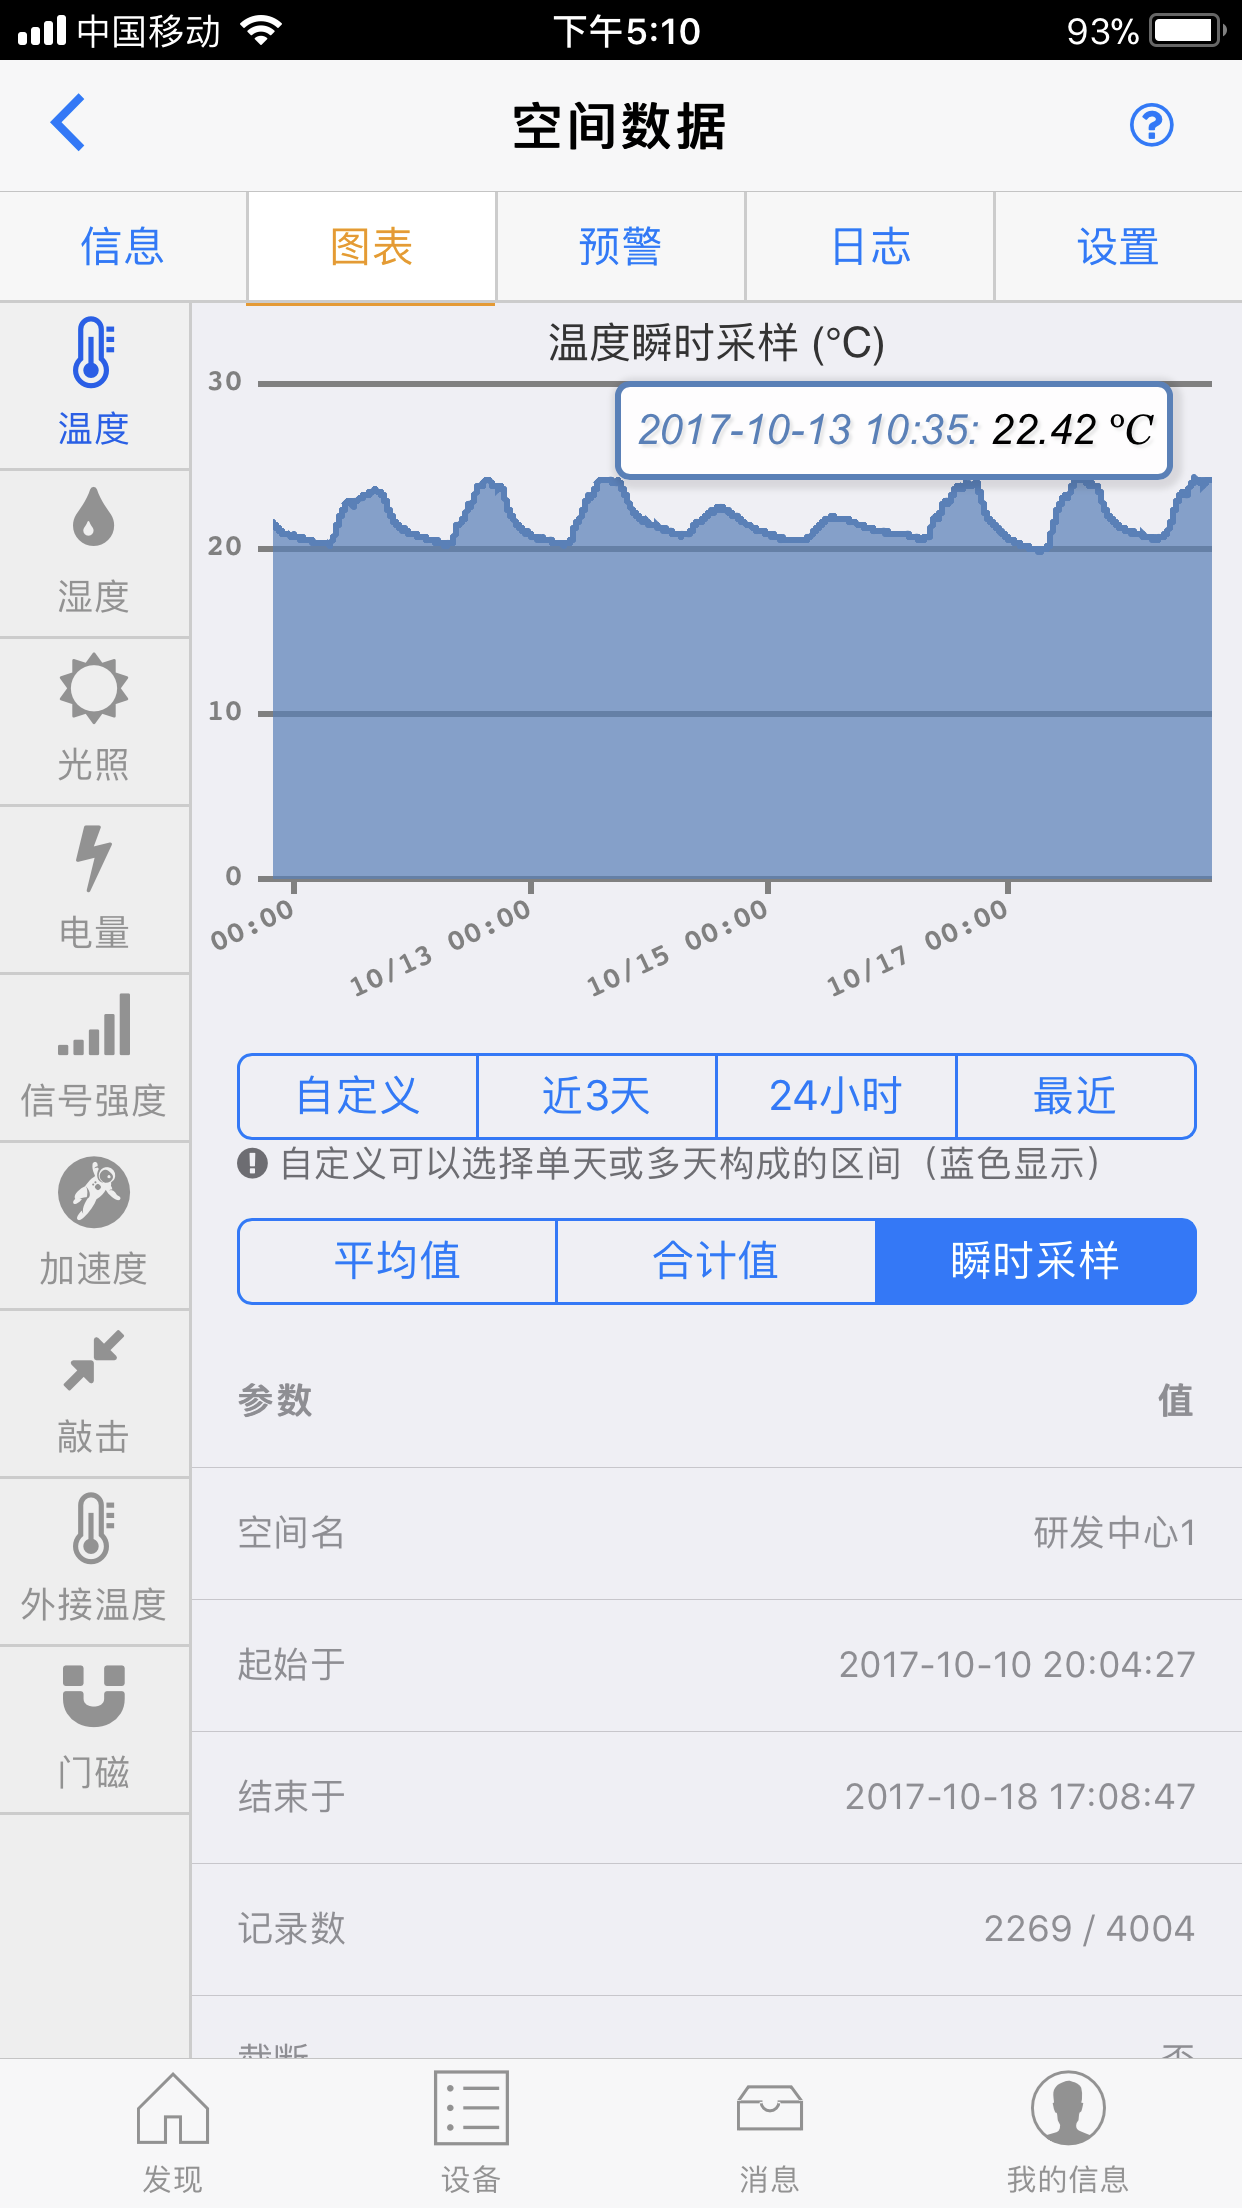 中国移动 下午5:10 93%
空间数据
信息 图表 预警 日志 设置
温度
湿度
光照
电量
信号强度
加速度
敲击
外接温度
门磁
温度瞬时采样 (°C)
30
2017-10-13 10:35: 22.42 °C
20
10
0
00:00
10/13 00:00
10/15 00:00
10/17 00:00
自定义 近3天 24小时 最近
自定义可以选择单天或多天构成的区间（蓝色显示）
平均值 合计值 瞬时采样
参数 值
空间名 研发中心1
起始于 2017-10-10 20:04:27
结束于 2017-10-18 17:08:47
记录数 2269 / 4004
截断 否
发现 设备 消息 我的信息